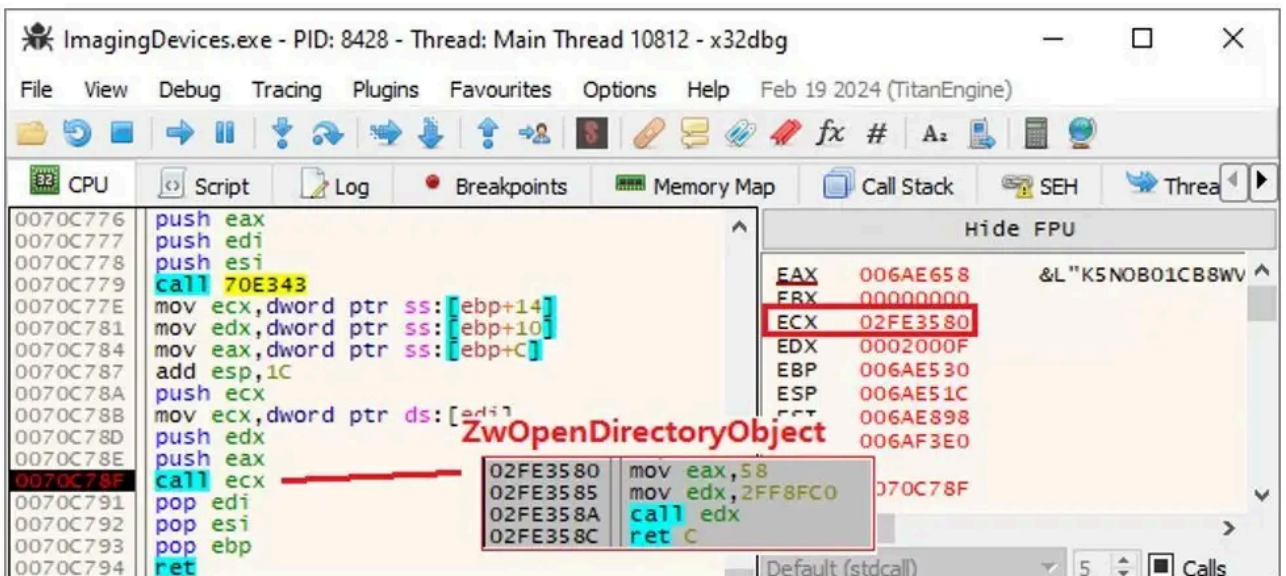 ImagingDevices.exe - PID: 8428 - Thread: Main Thread 10812 - x32dbg
File View Debug Tracing Plugins Favourites Options Help Feb 19 2024 (TitanEngine)
S fx # Az
32 CPU <> Script Log Breakpoints Memory Map Call Stack SEH Threa
0070C776 push eax
0070C777 push edi
0070C778 push esi
0070C779 call 70E343
0070C77E mov ecx,dword ptr ss:[ebp+14]
0070C781 mov edx,dword ptr ss:[ebp+10]
0070C784 mov eax,dword ptr ss:[ebp+C]
0070C787 add esp,1C
0070C78A push ecx
0070C78B mov ecx,dword ptr ds:[edi]
0070C78D push edx
0070C78E push eax
0070C78F call ecx
0070C791 pop edi
0070C792 pop esi
0070C793 pop ebp
0070C794 ret
ZwOpenDirectoryObject
02FE3580 mov eax,58
02FE3585 mov edx,2FF8FC0
02FE358A call edx
02FE358C ret C
Hide FPU
EAX 006AE658 &L"K5NOB01CB8WV
EBX 00000000
ECX 02FE3580
EDX 0002000F
EBP 006AE530
ESP 006AE51C
ESI 006AE898
006AF3E0
070C78F
Default (stdcall) 5 Calls